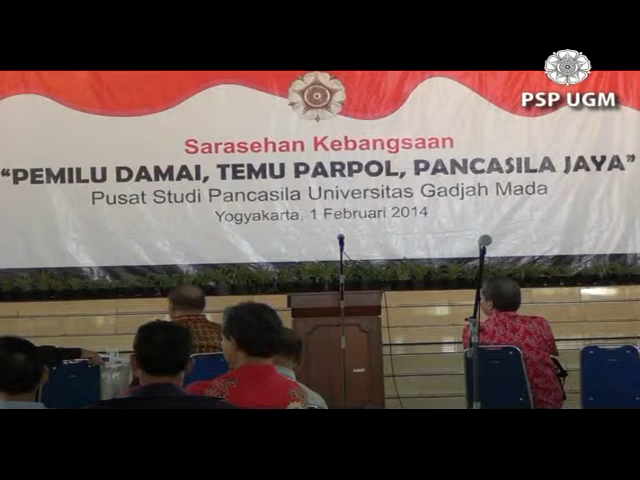 PSP UGM
Sarasehan Kebangsaan
"PEMILU DAMAI, TEMU PARPOL, PANCASILA JAYA"
Pusat Studi Pancasila Universitas Gadjah Mada
Yogyakarta, 1 Februari 2014